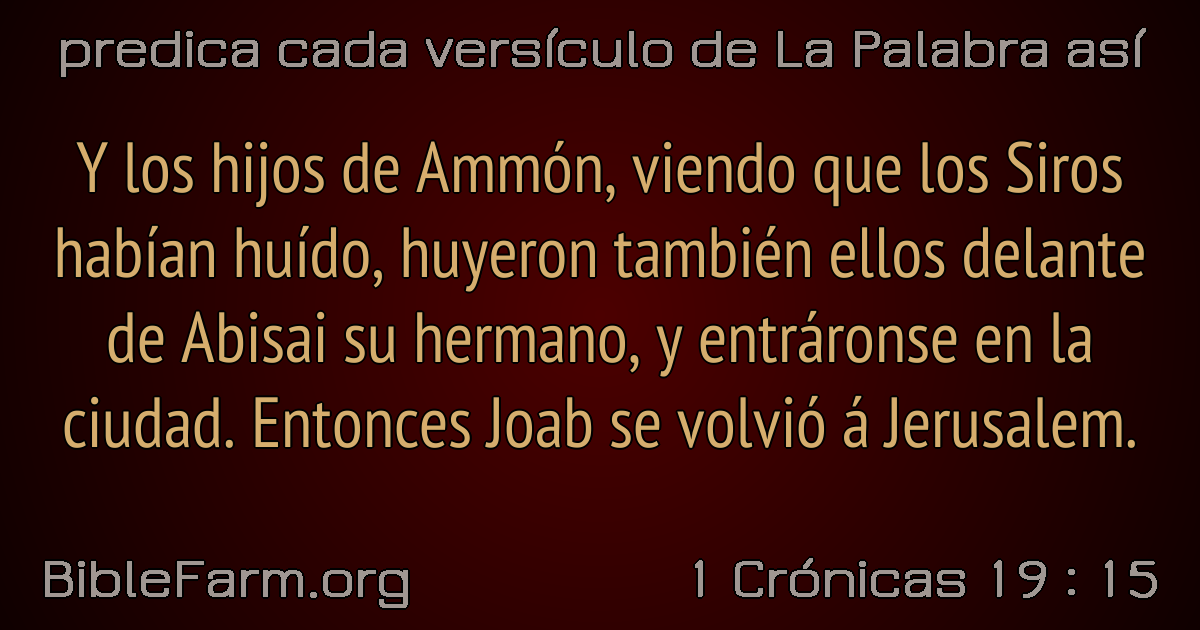 predica cada versículo de La Palabra así
Y los hijos de Ammón, viendo que los Siros
habían huído, huyeron también ellos delante
de Abisai su hermano, y entráronse en la
ciudad. Entonces Joab se volvió á Jerusalem.
BibleFarm.org
1 Crónicas 19 : 15